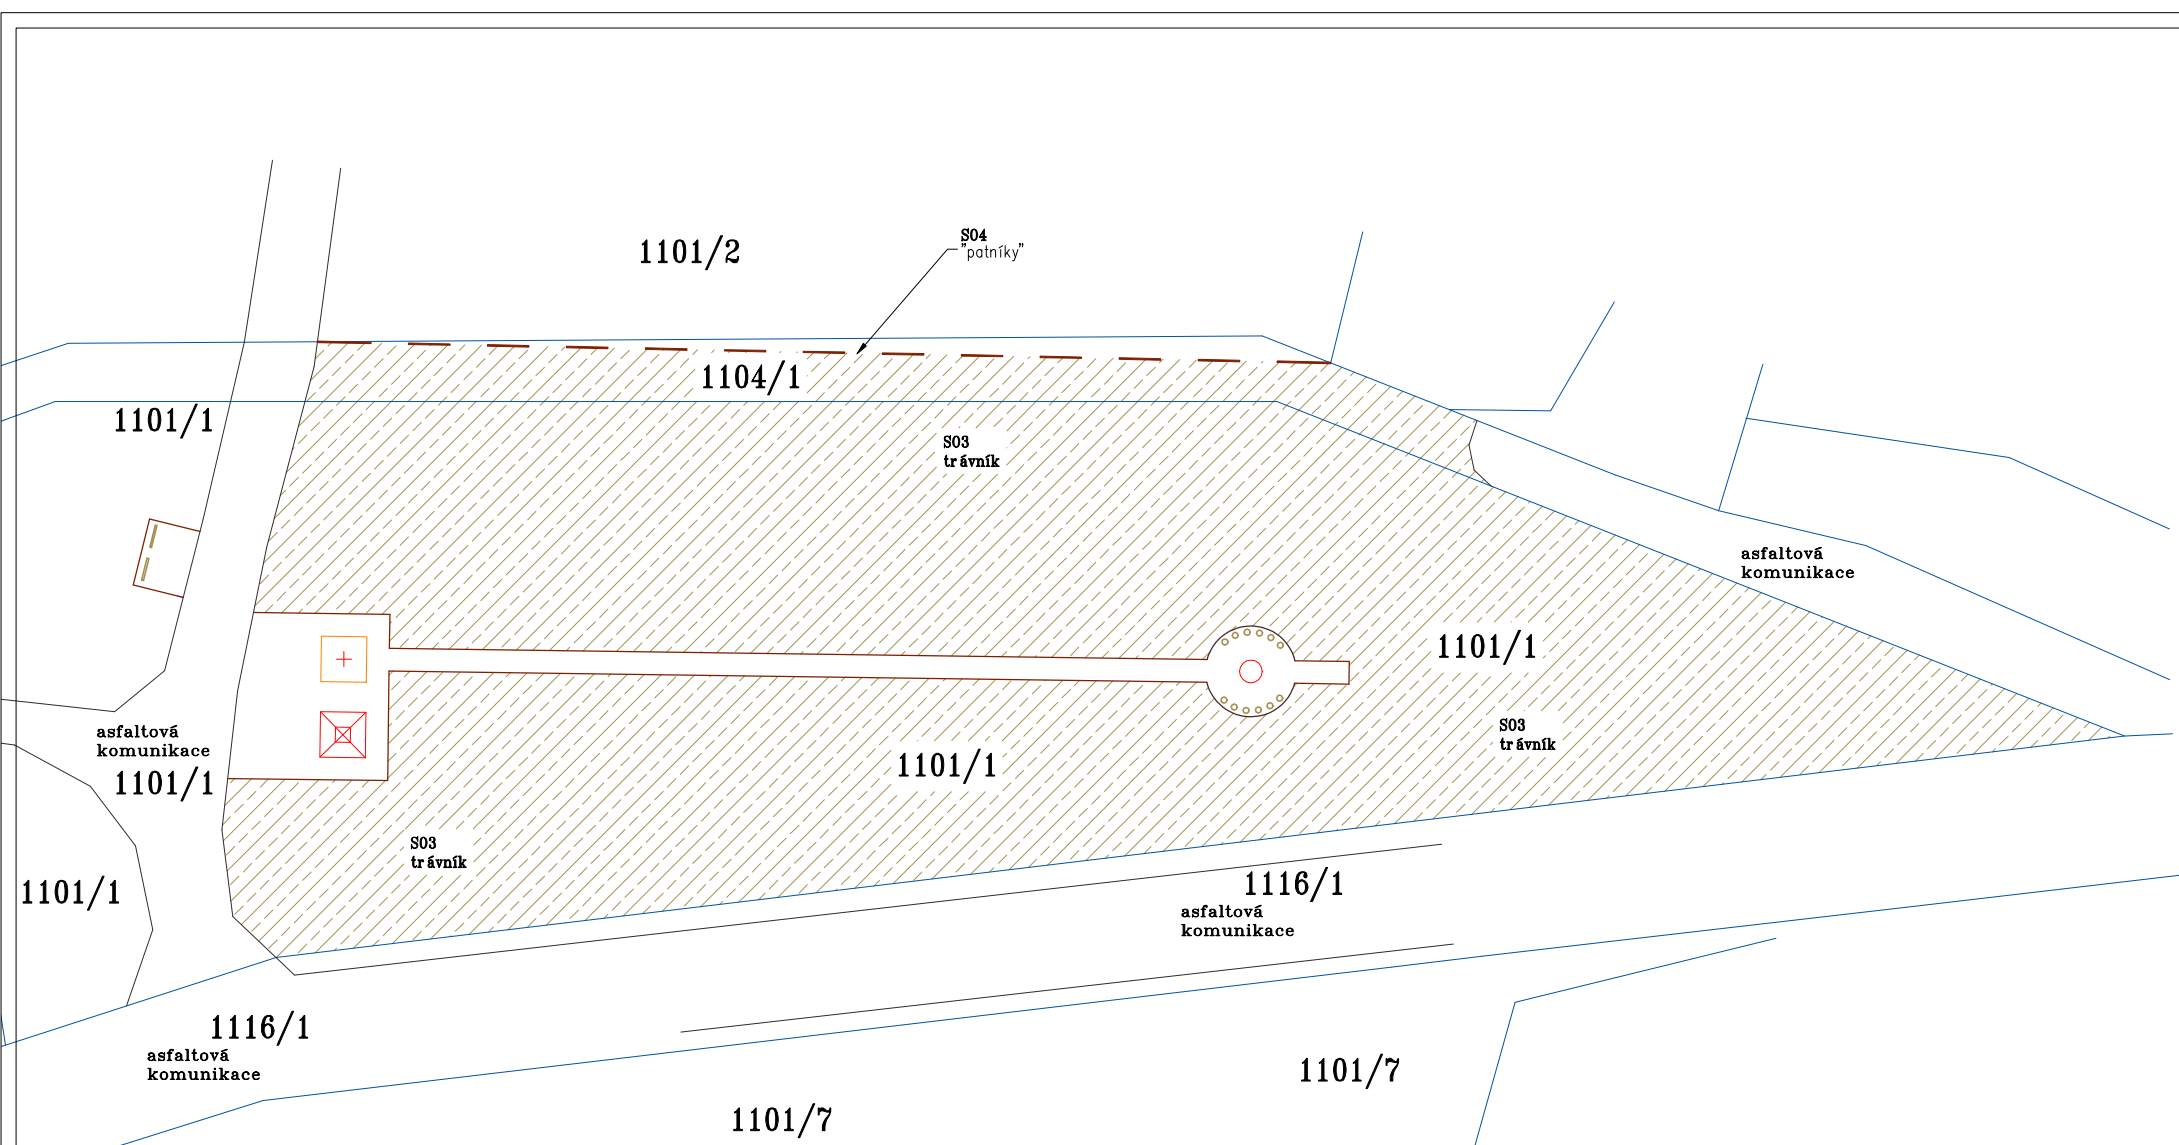 S04
"patníky"
1101/2
1104/1
1101/1
S03
trávník
asfaltová
komunikace
1101/1
S03
trávník
asfaltová
komunikace
1101/1
1101/1
S03
trávník
1101/1
1116/1
asfaltová
komunikace
1116/1
asfaltová
komunikace
1101/7
1101/7